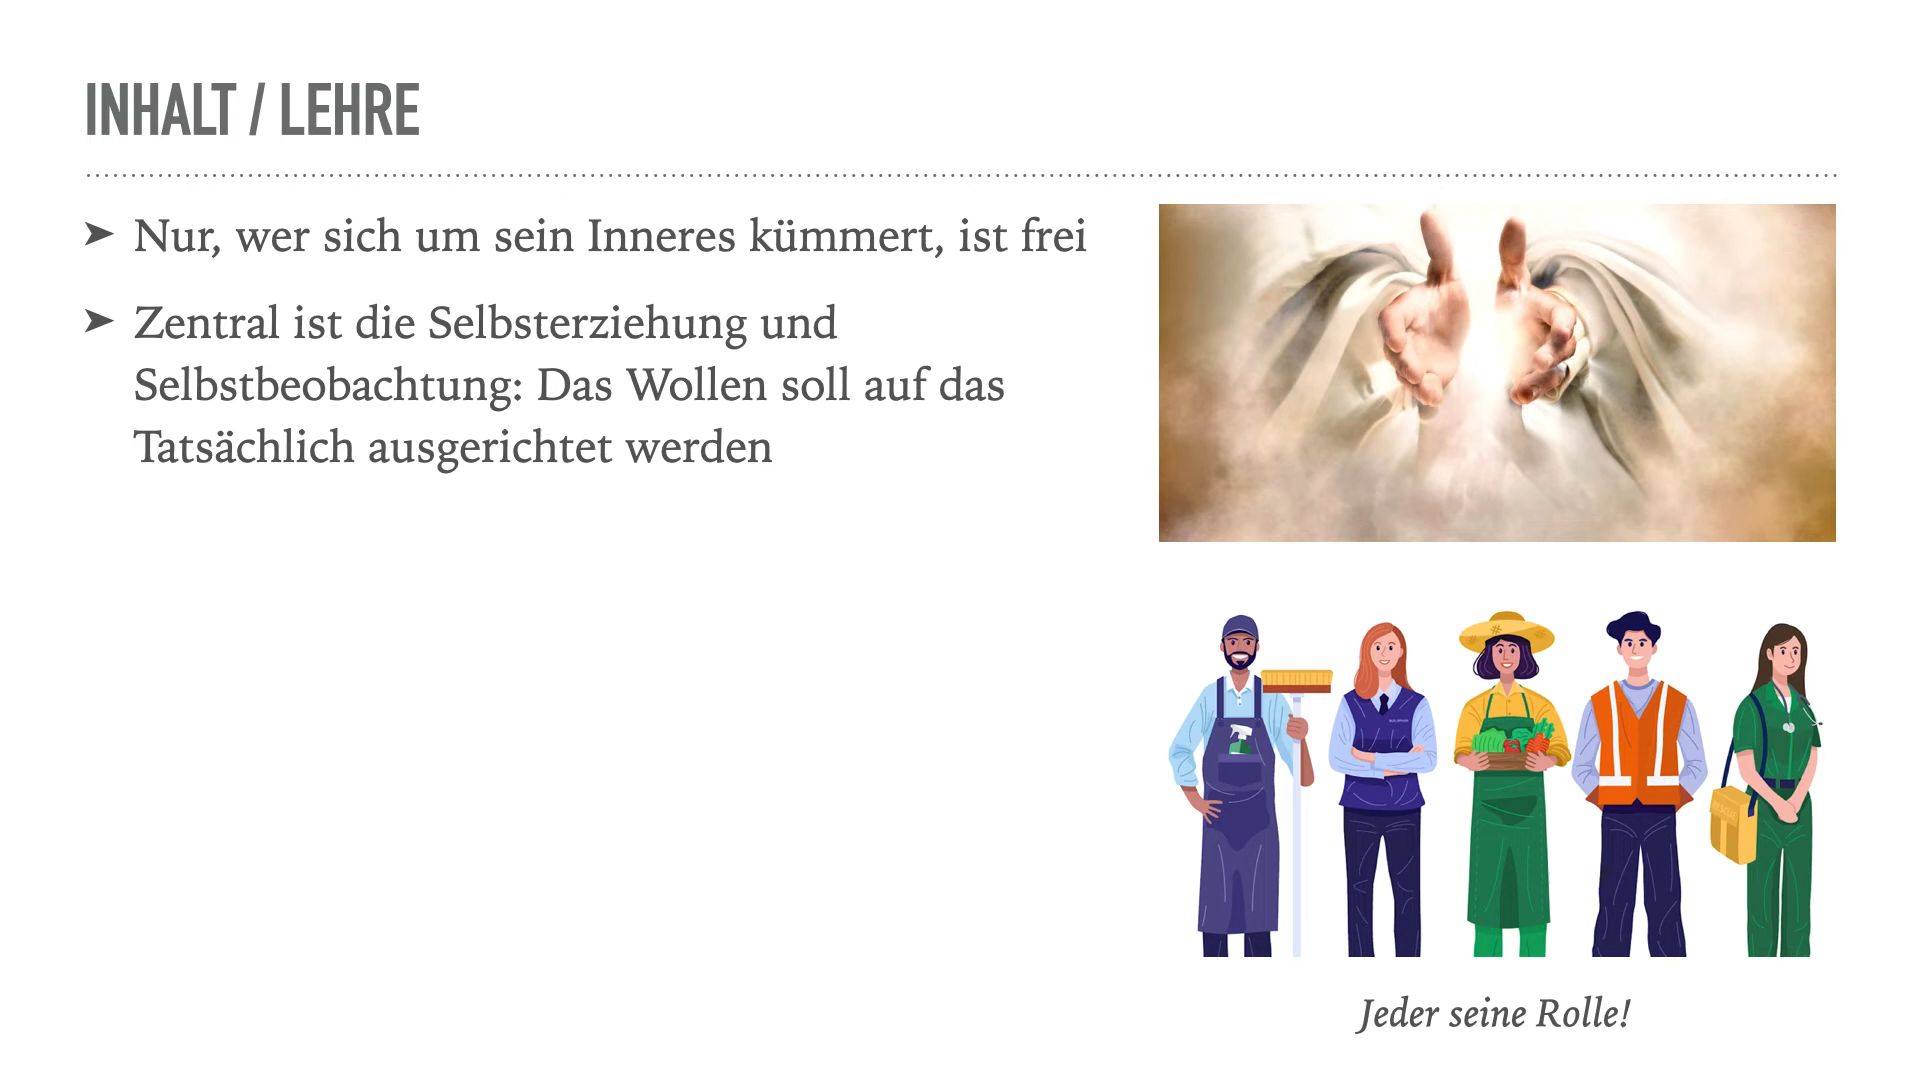 INHALT / LEHRE
➤ Nur, wer sich um sein Inneres kümmert, ist frei
➤ Zentral ist die Selbsterziehung und
Selbstbeobachtung: Das Wollen soll auf das
Tatsächlich ausgerichtet werden
Jeder seine Rolle!